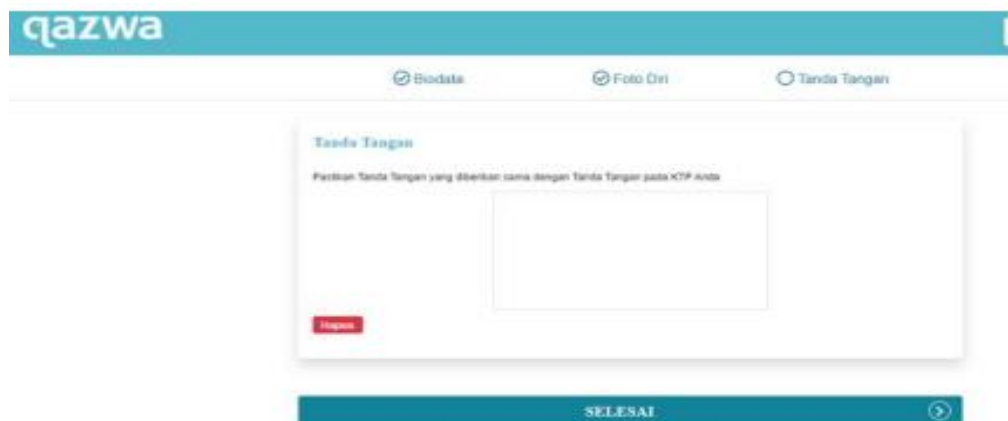 qazwa
Biodata
Foto Diri
Tanda Tangan
Tanda Tangan
Pastikan Tanda Tangan yang diberikan sama dengan Tanda Tangan pada KTP Anda
Hapus
SELESAI